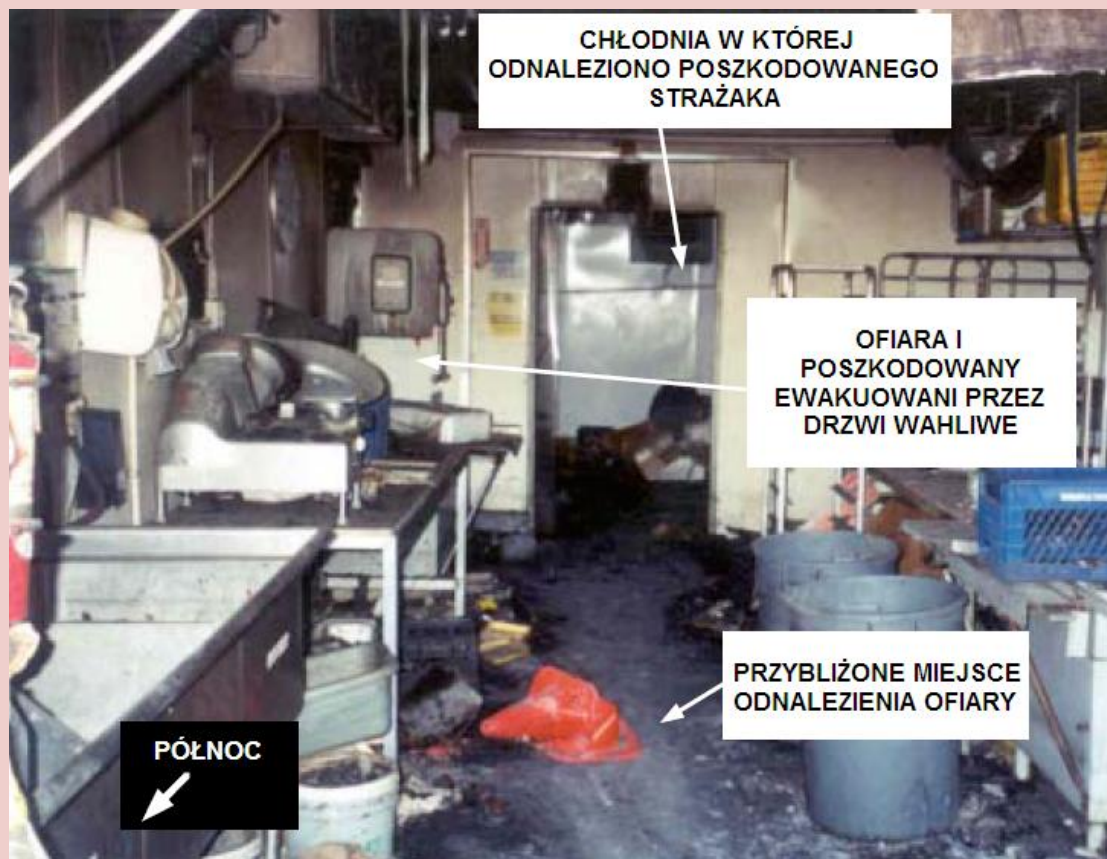 CHŁODNIA W KTÓREJ
ODNALEZIONO POSZKODOWANEGO
STRAŻAKA
OFIARA I
POSZKODOWANY
EWAKUOWANI PRZEZ
DRZWI WAHLIWE
PRZYBLIŻONE MIEJSCE
ODNALEZIENIA OFIARY
PÓŁNOC